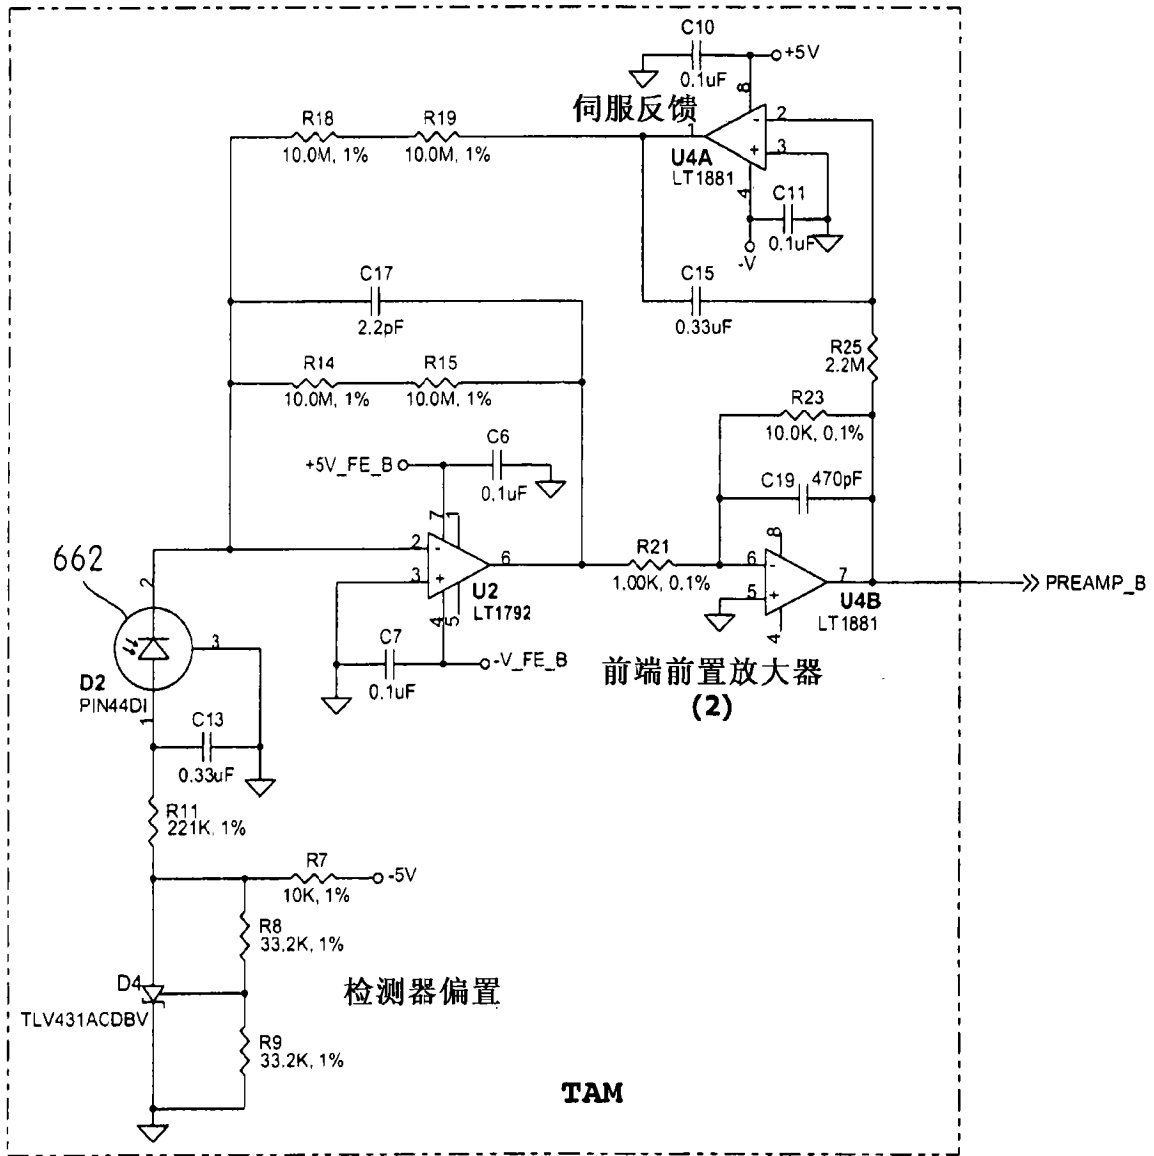 C10
+5V
0.1uF
8
伺服反馈
1
2
3
U4A
LT1881
4
C11
0.1uF
-V
R18
10.0M, 1%
R19
10.0M, 1%
C17
2.2pF
C15
0.33uF
R14
10.0M, 1%
R15
10.0M, 1%
R25
2.2M
R23
10.0K, 0.1%
C6
+5V_FE_B
0.1uF
C19
470pF
7
1
2
3
6
U2
LT1792
4
5
C7
0.1uF
-V_FE_B
R21
1.00K, 0.1%
8
6
5
7
U4B
LT1881
4
PREAMP_B
前端前置放大器
(2)
662
2
3
D2
PIN44DI
1
C13
0.33uF
R11
221K, 1%
R7
10K, 1%
-5V
R8
33.2K, 1%
D4
TLV431ACDBV
检测器偏置
R9
33.2K, 1%
TAM